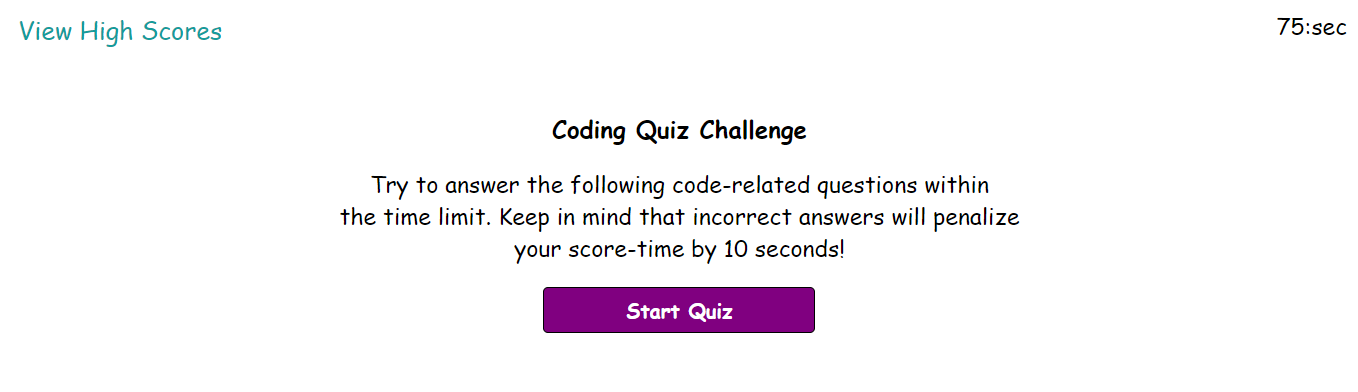 View High Scores
75:sec
Coding Quiz Challenge
Try to answer the following code-related questions within
the time limit. Keep in mind that incorrect answers will penalize
your score-time by 10 seconds!
Start Quiz